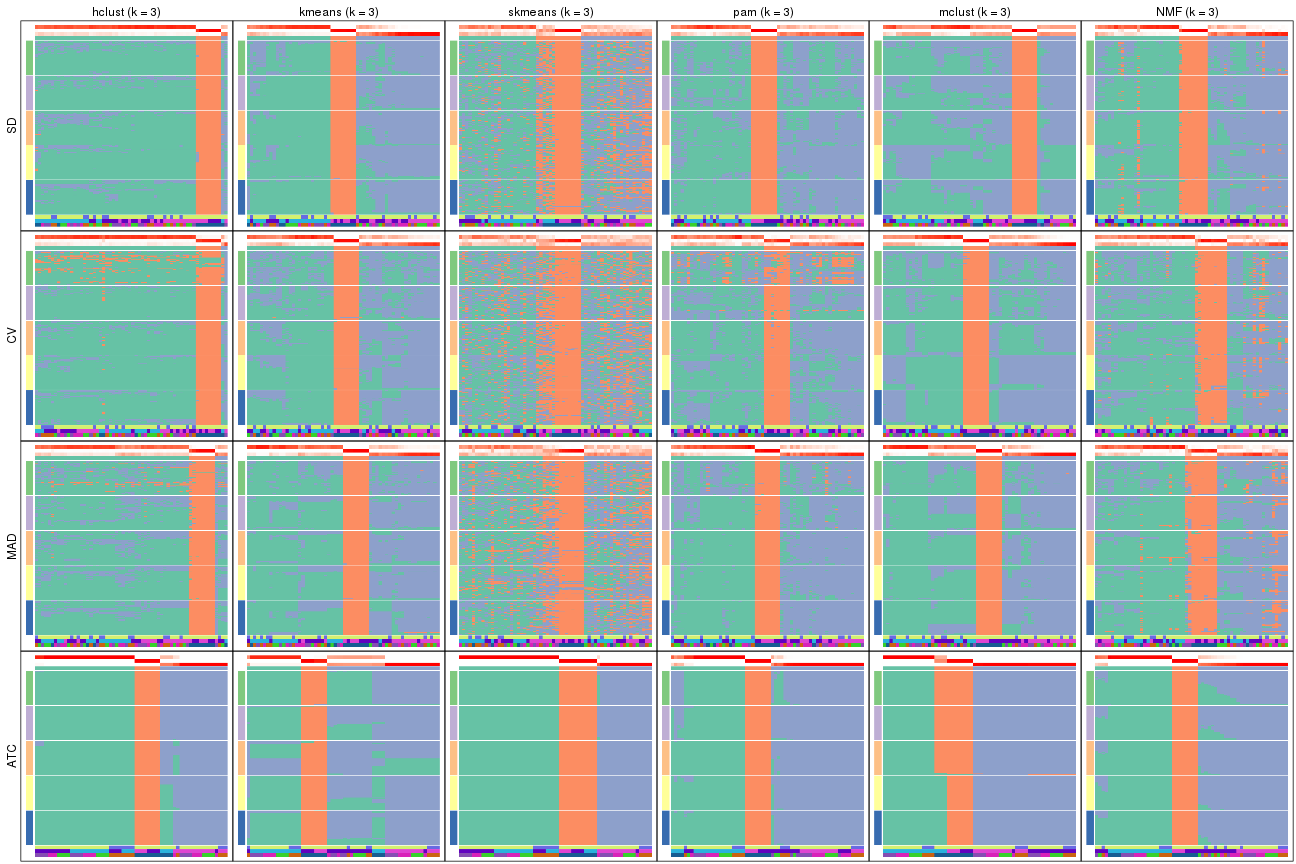 hclust (k = 3) kmeans (k = 3) skmeans (k = 3) pam (k = 3) mclust (k = 3) NMF (k = 3)
SD
CV
MAD
ATC